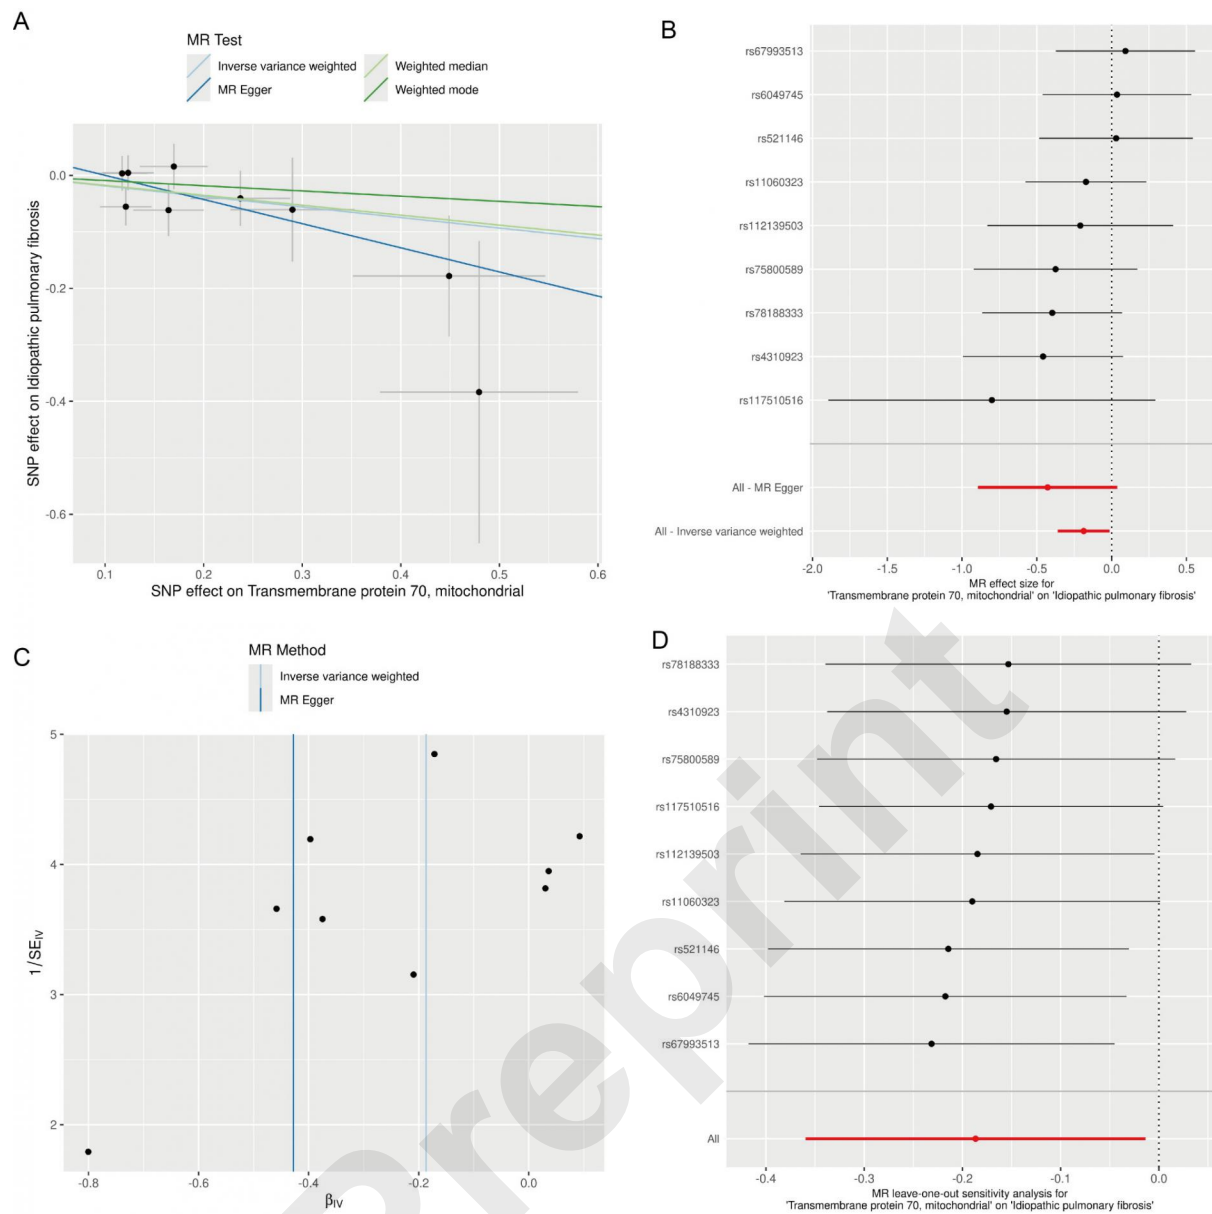 A
MR Test
Inverse variance weighted
Weighted median
MR Egger
Weighted mode
SNP effect on Idiopathic pulmonary fibrosis
0.0
-0.2
-0.4
-0.6
0.1 0.2 0.3 0.4 0.5 0.6
SNP effect on Transmembrane protein 70, mitochondrial
B
rs67993513
rs6049745
rs521146
rs11060323
rs112139503
rs75800589
rs78188333
rs4310923
rs117510516
All - MR Egger
All - Inverse variance weighted
-2.0 -1.5 -1.0 -0.5 0.0 0.5
MR effect size for
'Transmembrane protein 70, mitochondrial' on 'Idiopathic pulmonary fibrosis'
C
MR Method
Inverse variance weighted
MR Egger
1/SEIV
5
4
3
2
-0.8 -0.6 -0.4 -0.2 0.0
βIV
D
rs78188333
rs4310923
rs75800589
rs117510516
rs112139503
rs11060323
rs521146
rs6049745
rs67993513
All
-0.4 -0.3 -0.2 -0.1 0.0
MR leave-one-out sensitivity analysis for
'Transmembrane protein 70, mitochondrial' on 'Idiopathic pulmonary fibrosis'
preprint